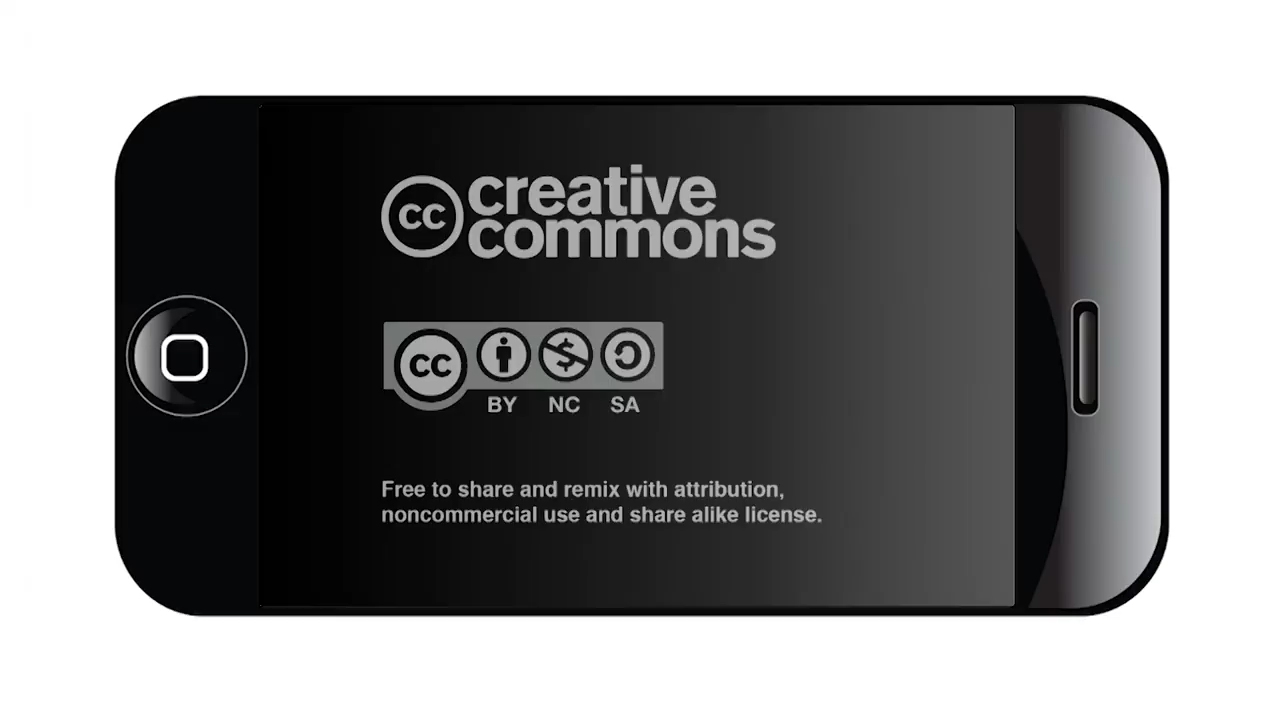 cc creative
commons
cc
BY NC SA
Free to share and remix with attribution,
noncommercial use and share alike license.